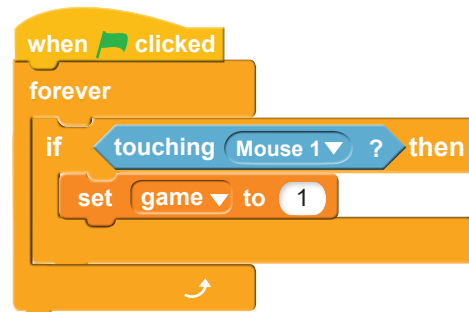 when clicked
forever
if touching Mouse 1 ? then
set game to 1